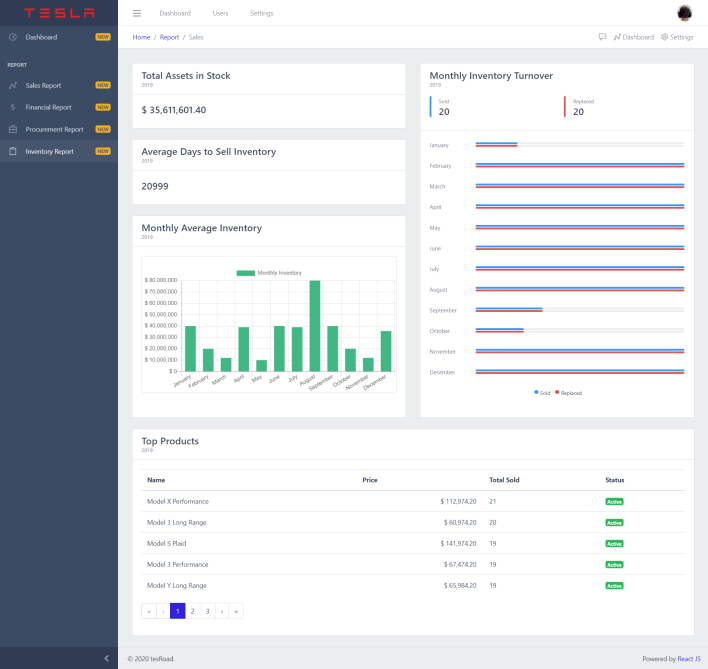 TESLA
Dashboard NEW
REPORT
Sales Report NEW
Financial Report NEW
Procurement Report NEW
Inventory Report NEW
Dashboard Users Settings
Home / Report / Sales
Dashboard Settings
Total Assets in Stock
2019
$ 35,611,601.40
Average Days to Sell Inventory
2019
20999
Monthly Average Inventory
2019
Monthly Inventory
$ 80,000,000
$ 70,000,000
$ 60,000,000
$ 50,000,000
$ 40,000,000
$ 30,000,000
$ 20,000,000
$ 10,000,000
$ 0
January February March April May June July August September October November December
Monthly Inventory Turnover
2019
Sold Replaced
20 20
January
February
March
April
May
June
July
August
September
October
November
December
Sold Replaced
Top Products
2019
Name Price Total Sold Status
Model X Performance $ 112,974.20 21 Active
Model 3 Long Range $ 60,974.20 20 Active
Model S Plaid $ 141,974.20 19 Active
Model 3 Performance $ 67,474.20 19 Active
Model Y Long Range $ 65,984.20 19 Active
« ‹ 1 2 3 › »
© 2020 tesRoad. Powered by React JS